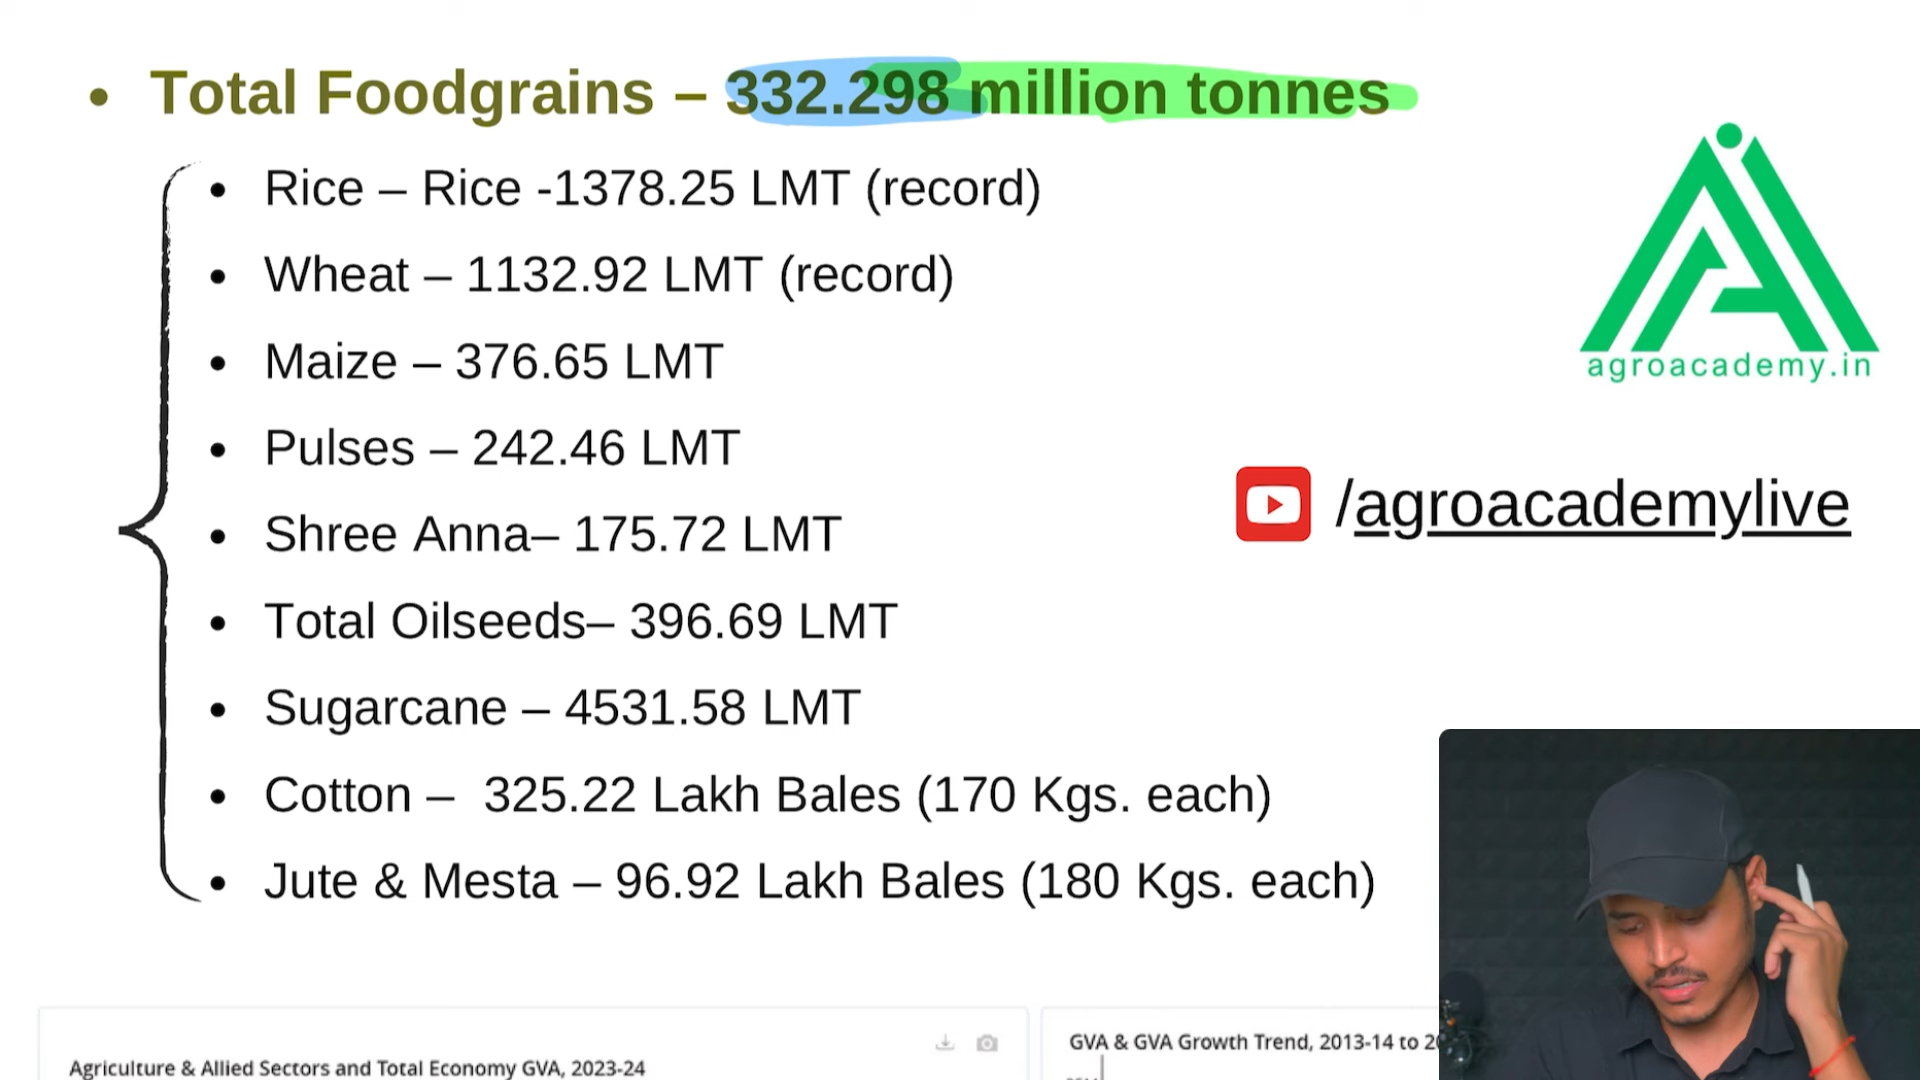 • Total Foodgrains – 332.298 million tonnes
• Rice – Rice -1378.25 LMT (record)
• Wheat – 1132.92 LMT (record)
• Maize – 376.65 LMT
• Pulses – 242.46 LMT
• Shree Anna– 175.72 LMT
• Total Oilseeds– 396.69 LMT
• Sugarcane – 4531.58 LMT
• Cotton –  325.22 Lakh Bales (170 Kgs. each)
• Jute & Mesta – 96.92 Lakh Bales (180 Kgs. each)
agroacademy.in
/agroacademylive
Agriculture & Allied Sectors and Total Economy GVA, 2023-24
GVA & GVA Growth Trend, 2013-14 to